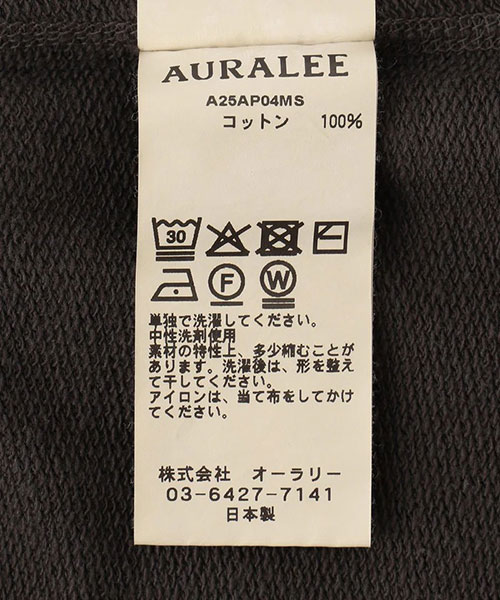 AURALEE
A25AP04MS
コットン 100%
30
F W
単独で洗濯してください。
中性洗剤使用
素材の特性上、多少縮むことが
あります。洗濯後は、形を整え
て干してください。
アイロンは、当て布をしてかけ
てください。
株式会社 オーラリー
03-6427-7141
日本製